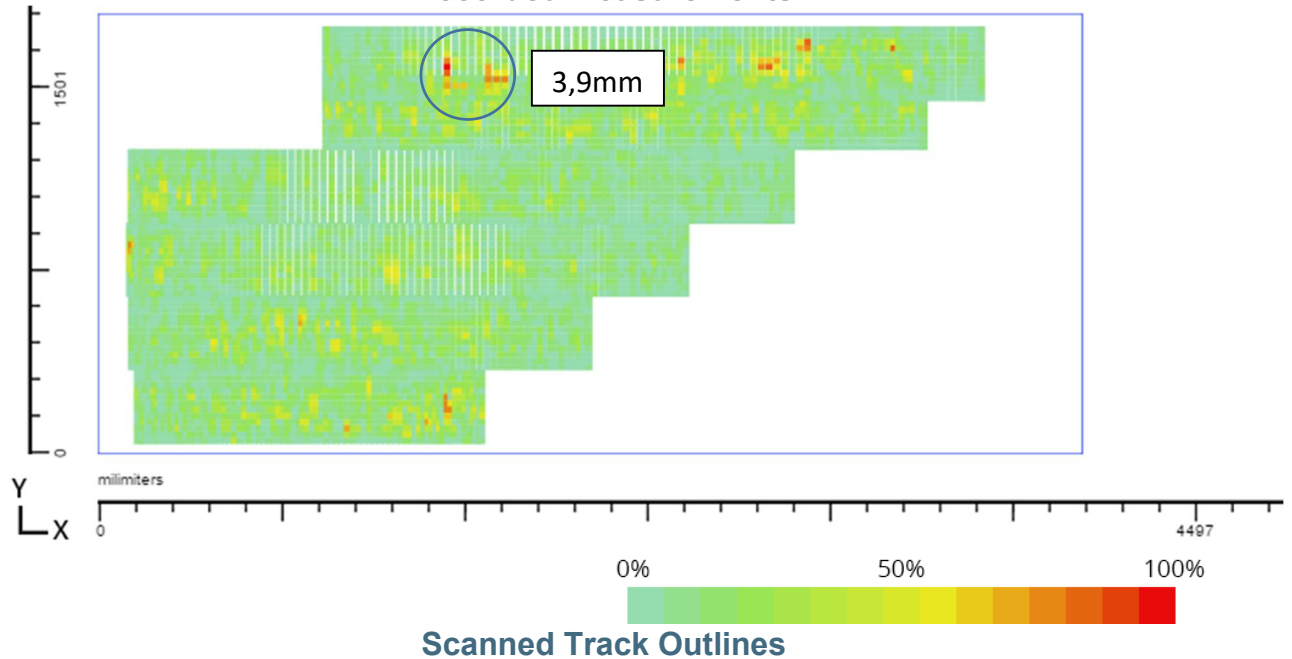 3,9mm
1501
0
milimiters
Y
X
0
4497
0%
50%
100%
Scanned Track Outlines